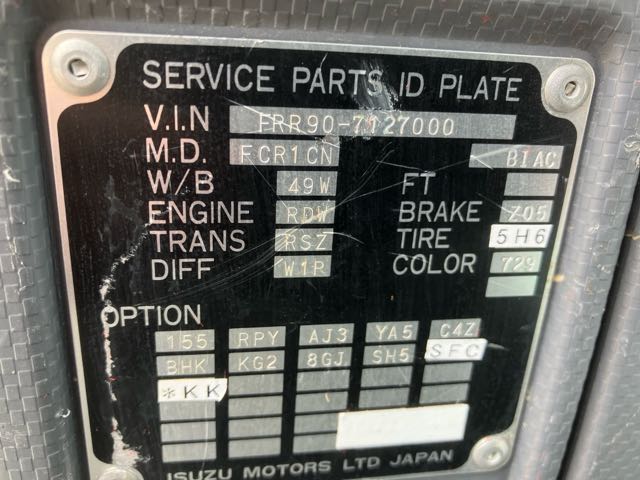 SERVICE PARTS ID PLATE
V.I.N FRR90-7127000
M.D. FCR1CN BIAC
W/B 49W FT
ENGINE RDW BRAKE Z05
TRANS RSZ TIRE 5H6
DIFF W1R COLOR 729
OPTION
155 RPY AJ3 YA5 C4Z
BHK KG2 8GJ SH5 SFC
*KK
ISUZU MOTORS LTD JAPAN